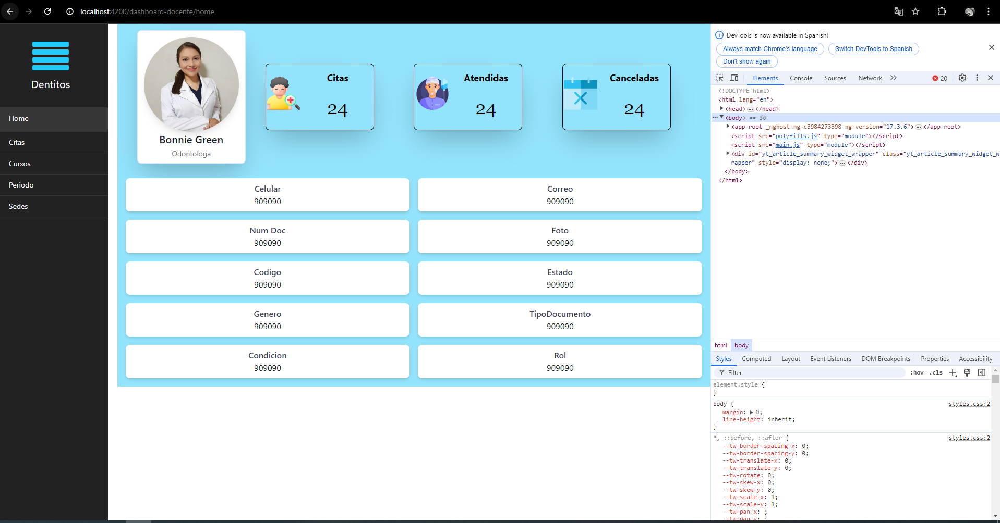 localhost:4200/dashboard-docente/home
Dentitos
Home
Citas
Cursos
Periodo
Sedes
Bonnie Green
Odontologa
Citas
24
Atendidas
24
Canceladas
24
Celular
909090
Correo
909090
Num Doc
909090
Foto
909090
Codigo
909090
Estado
909090
Genero
909090
TipoDocumento
909090
Condicion
909090
Rol
909090
DevTools is now available in Spanish!
Always match Chrome's language
Switch DevTools to Spanish
Don't show again
Elements Console Sources Network 20
<!DOCTYPE html>
<html lang="en">
<head> </head>
<body> == $0
<app-root _nghost-ng-c3984273398 ng-version="17.3.6"> </app-root>
<script src="polyfills.js" type="module"></script>
<script src="main.js" type="module"></script>
<div id="yt_article_summary_widget_wrapper" class="yt_article_summary_widget_w
rapper" style="display: none;"> </div>
</body>
</html>
html body
Styles Computed Layout Event Listeners DOM Breakpoints Properties Accessibility
Filter :hov .cls
element.style {
}
body { styles.css:2
margin: 0;
line-height: inherit;
}
*, ::before, ::after { styles.css:2
--tw-border-spacing-x: 0;
--tw-border-spacing-y: 0;
--tw-translate-x: 0;
--tw-translate-y: 0;
--tw-rotate: 0;
--tw-skew-x: 0;
--tw-skew-y: 0;
--tw-scale-x: 1;
--tw-scale-y: 1;
--tw-pan-x: ;
--tw-pan-y: ;